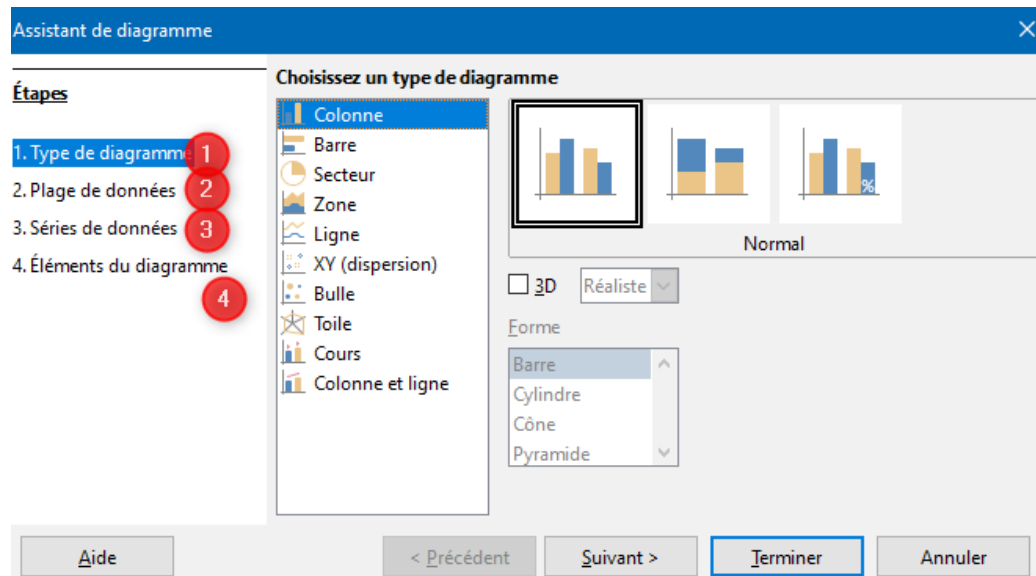 Assistant de diagramme
Étapes
1. Type de diagramme 1
2. Plage de données 2
3. Séries de données 3
4. Éléments du diagramme
4
Choisissez un type de diagramme
Colonne
Barre
Secteur
Zone
Ligne
XY (dispersion)
Bulle
Toile
Cours
Colonne et ligne
%
Normal
3D Réaliste
Forme
Barre
Cylindre
Cône
Pyramide
Aide < Précédent Suivant > Terminer Annuler